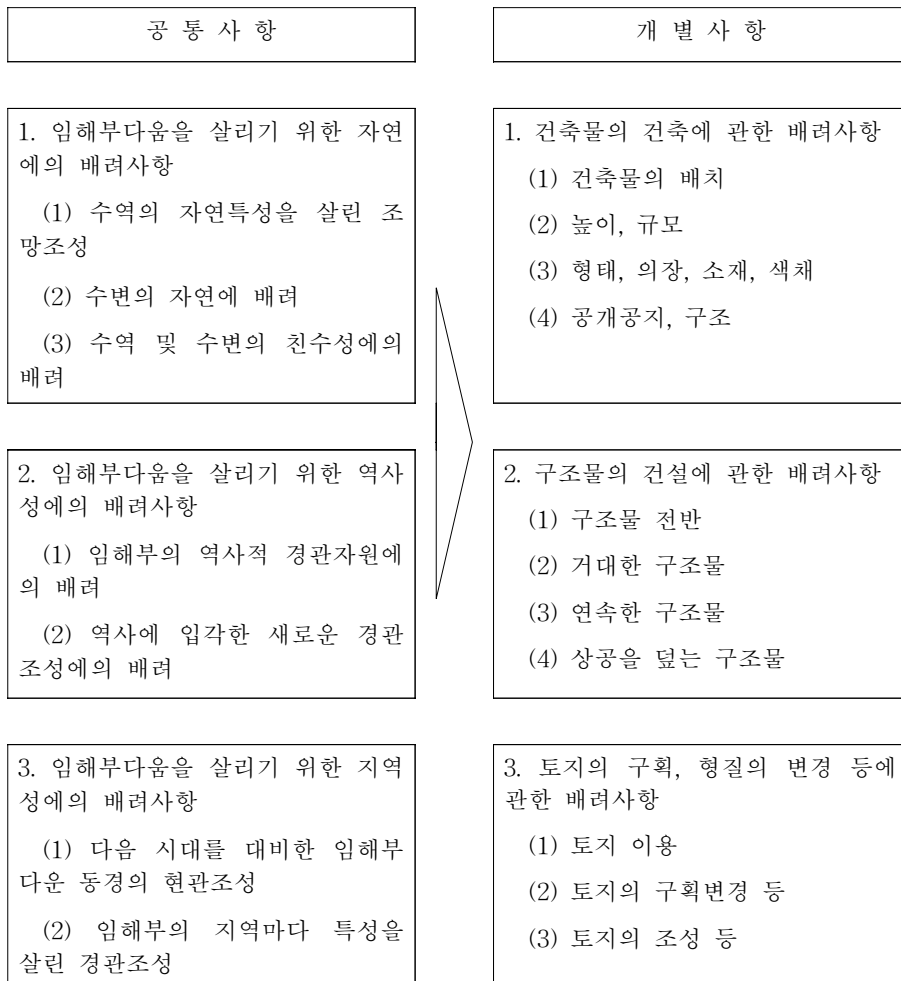 공 통 사 항
1. 임해부다움을 살리기 위한 자연
에의 배려사항
(1) 수역의 자연특성을 살린 조
망조성
(2) 수변의 자연에 배려
(3) 수역 및 수변의 친수성에의
배려
2. 임해부다움을 살리기 위한 역사
성에의 배려사항
(1) 임해부의 역사적 경관자원에
의 배려
(2) 역사에 입각한 새로운 경관
조성에의 배려
3. 임해부다움을 살리기 위한 지역
성에의 배려사항
(1) 다음 시대를 대비한 임해부
다운 동경의 현관조성
(2) 임해부의 지역마다 특성을
살린 경관조성
개 별 사 항
1. 건축물의 건축에 관한 배려사항
(1) 건축물의 배치
(2) 높이, 규모
(3) 형태, 의장, 소재, 색채
(4) 공개공지, 구조
2. 구조물의 건설에 관한 배려사항
(1) 구조물 전반
(2) 거대한 구조물
(3) 연속한 구조물
(4) 상공을 덮는 구조물
3. 토지의 구획, 형질의 변경 등에
관한 배려사항
(1) 토지 이용
(2) 토지의 구획변경 등
(3) 토지의 조성 등